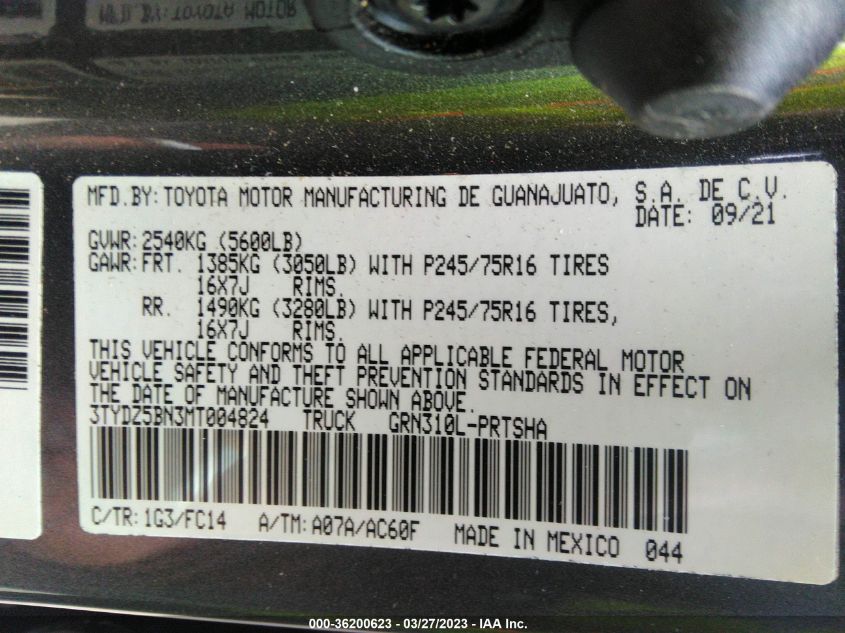 MFD.BY: TOYOTA MOTOR
MFD.BY: TOYOTA MOTOR MANUFACTURING DE GUANAJUATO, S.A. DE C.V.
DATE: 09/21
GVWR: 2540KG (5600LB)
GAWR: FRT. 1385KG (3050LB) WITH P245/75R16 TIRES
16X7J RIMS.
RR. 1490KG (3280LB) WITH P245/75R16 TIRES,
16X7J RIMS.
THIS VEHICLE CONFORMS TO ALL APPLICABLE FEDERAL MOTOR
VEHICLE SAFETY AND THEFT PREVENTION STANDARDS IN EFFECT ON
THE DATE OF MANUFACTURE SHOWN ABOVE.
3TYDZ5BN3MT004824 TRUCK GRN310L-PRTSHA
C/TR: 1G3/FC14 A/TM: A07A/AC60F MADE IN MEXICO 044
000-36200623 - 03/27/2023 - IAA Inc.